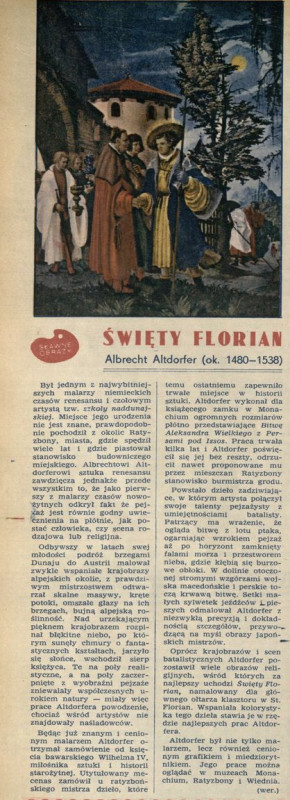 SŁAWNE
OBRAZY
ŚWIĘTY FLORIAN
Albrecht Altdorfer (ok. 1480—1538)
Był jednym z najwybitniej-
szych malarzy niemieckich
czasów renesansu i czołowym
artystą tzw. szkoły naddunaj-
skiej. Miejsce jego urodzenia
nie jest znane, prawdopodob-
nie pochodził z okolic Raty-
zbony, miasta, gdzie spędził
wiele lat i gdzie piastował
stanowisko budowniczego
miejskiego. Albrechtowi Alt-
dorferowi sztuka renesansu
zawdzięcza jednakże przede
wszystkim to, że jako pierw-
szy z malarzy czasów nowo-
żytnych odkrył fakt że pej-
zaż jest równie godny uwie-
cznienia na płótnie, jak po-
stać człowieka, czy scena ro-
dzajowa lub religijna.
Odbywszy w latach swej
młodości podróż brzegami
Dunaju do Austrii malował
zwykle wspaniałe krajobrazy
alpejskich okolic, z prawdzi-
wym mistrzostwem odtwa-
rzał skalne masywy, kręte
potoki, omszałe głazy na ich
brzegach, bujną alpejską ro-
ślinność. Nad urzekającym
pięknem krajobrazem rozpi-
nał błękitne niebo, po któ-
rym sunęły chmury o fanta-
stycznych kształtach, jarzyło
się słońce, wschodził sierp
księżyca. Te na poły reali-
styczne, a na poły zaczer-
pnięte z wyobraźni pejzaże
zniewalały współczesnych u-
rokiem natury — miały więc
prace Altdorfera powodzenie,
chociaż wśród artystów nie
znajdowały naśladowców.
Będąc już znanym i cenio-
nym malarzem Altdorfer o-
trzymał zamówienie od księ-
cia bawarskiego Wilhelma IV,
miłośnika sztuki i historii
starożytnej. Utytułowany me-
cenas zamówił u ratyzboń-
skiego mistrza dzieło, które
temu ostatniemu zapewniło
trwałe miejsce w historii
sztuki. Altdorfer wykonał dla
książęcego zamku w Mona-
chium ogromnych rozmiarów
płótno przedstawiające Bitwę
Aleksandra Wielkiego z Per-
sami pod Issos. Praca trwała
kilka lat i Altdorfer poświę-
cił się jej bez reszty, odrzu-
cił nawet proponowane mu
przez mieszczan Ratyzbony
stanowisko burmistrza grodu.
Powstało dzieło zadziwiają-
ce, w którym artysta połączył
swoje talenty pejzażysty z
umiejętnościami batalisty.
Patrzący ma wrażenie, że
ogląda bitwę z lotu ptaka,
ogarniając wzrokiem pejzaż
aż po horyzont zamknięty
falami morza i przestworem
nieba, gdzie kłębią się burzo-
we obłoki. W dolinie otoczo-
nej stromymi wzgórzami woj-
ska macedońskie i perskie to-
czą krwawą bitwę. Setki ma-
łych sylwetek jeźdźców i pie-
szych odmalował Altdorfer z
niezwykłą precyzją i dokład-
nością szczegółów, przywo-
dzącą na myśl obrazy japoń-
skich mistrzów.
Oprócz krajobrazów i scen
batalistycznych Altdorfer po-
zostawił wiele obrazów reli-
gijnych, wśród których za
najlepszy uchodzi Święty Flo-
rian, namalowany dla głów-
nego ołtarza klasztoru w St.
Florian. Wspaniała kolorysty-
ka tego dzieła stawia je w rzę-
dzie najlepszych prac Altdor-
fera.
Altdorfer był nie tylko ma-
larzem, lecz również cenio-
nym grafikiem i miedzioryt-
nikiem. Jego prace można
oglądać w muzeach Mona-
chium, Ratyzbony i Wiednia.
(wer.)